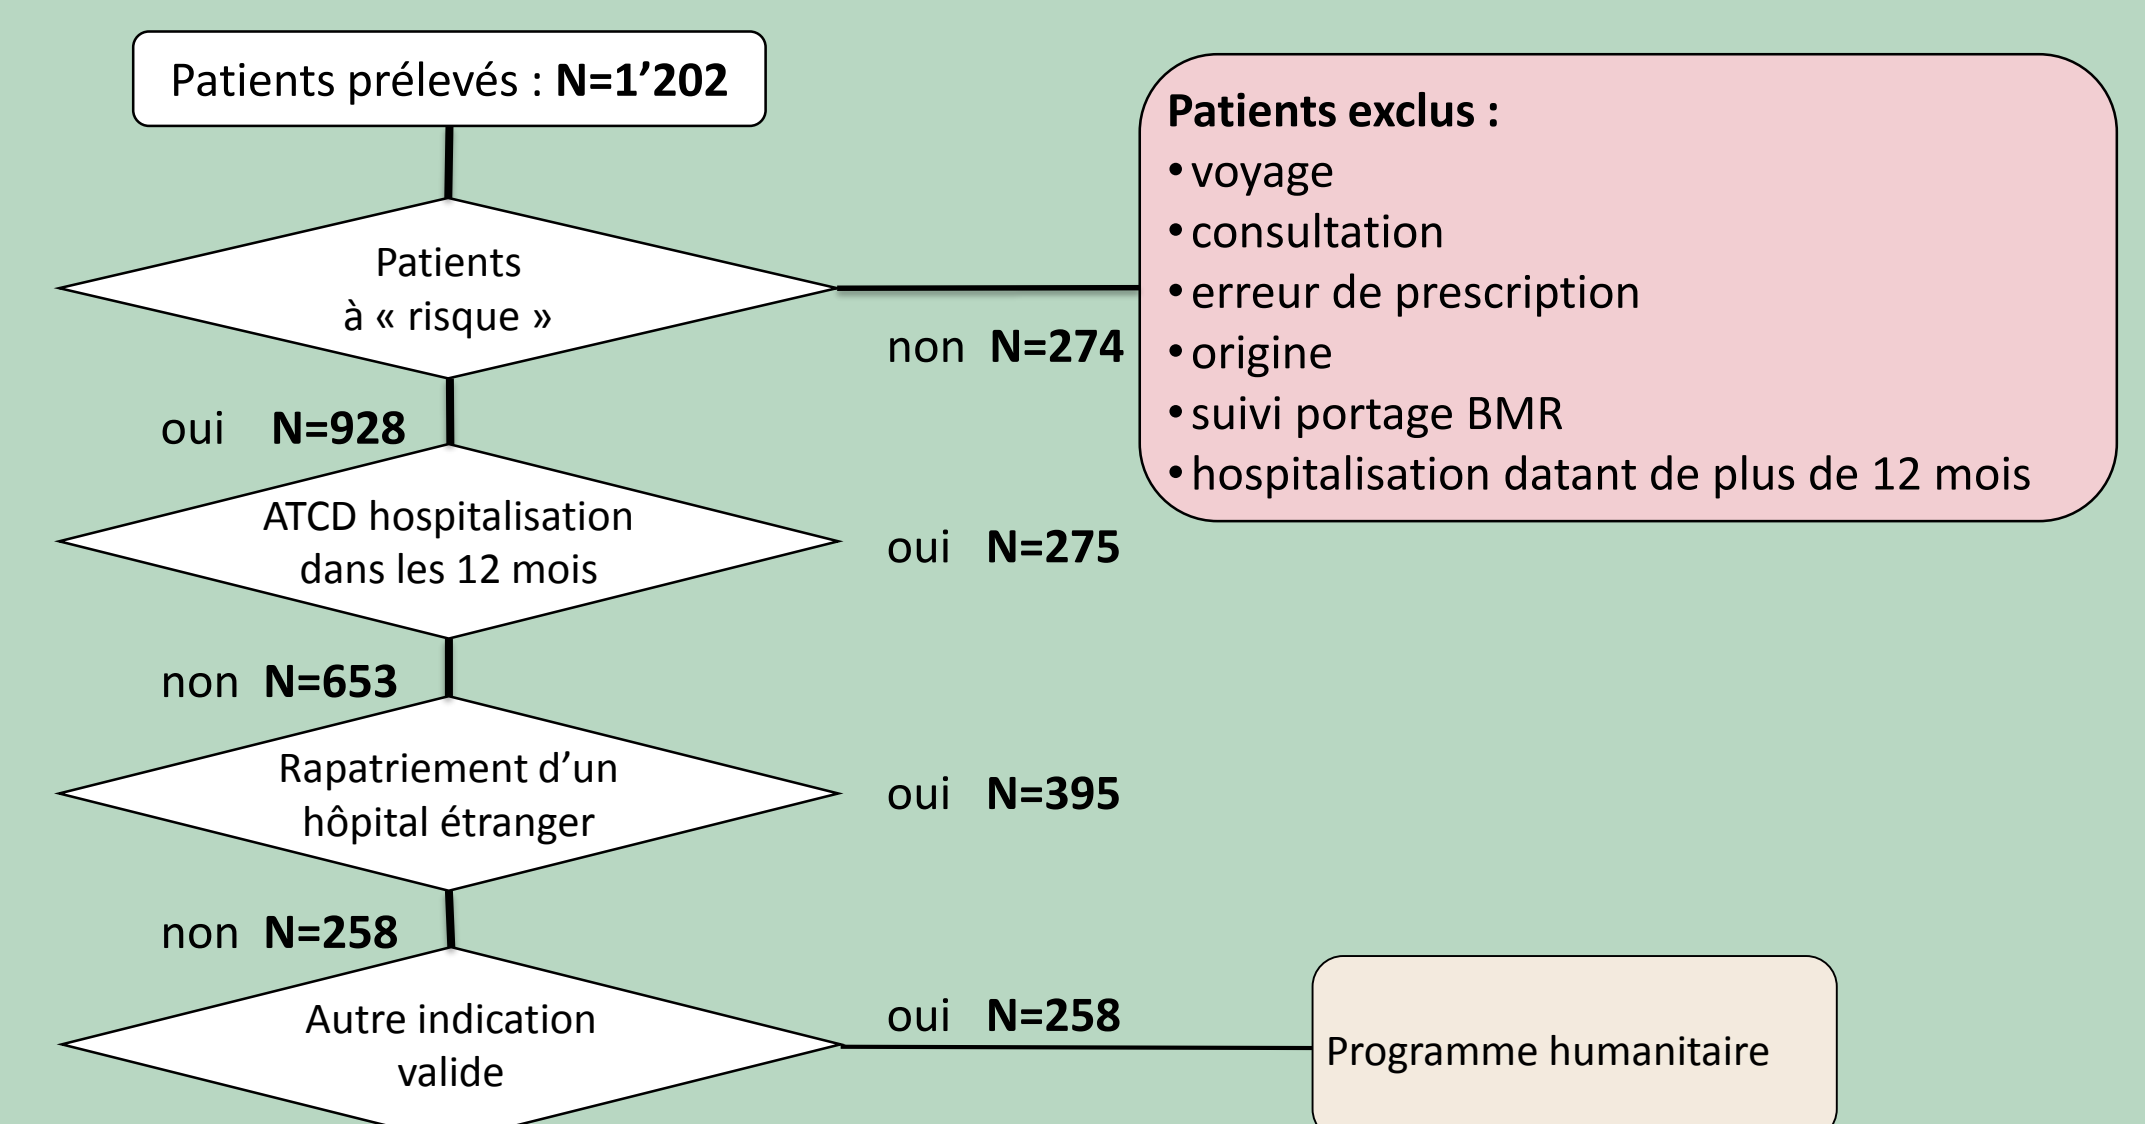 Patients prélevés : N=1’202
Patients exclus :
•voyage
•consultation
•erreur de prescription
•origine
•suivi portage BMR
•hospitalisation datant de plus de 12 mois
Patients
à « risque »
non N=274
oui N=928
ATCD hospitalisation
dans les 12 mois
oui N=275
non N=653
Rapatriement d’un
hôpital étranger
oui N=395
non N=258
Autre indication
valide
oui N=258
Programme humanitaire